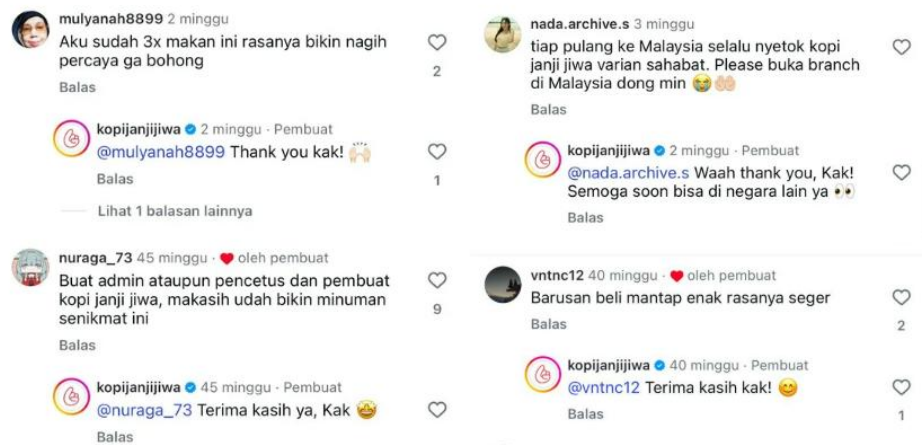 mulyanah8899 2 minggu
Aku sudah 3x makan ini rasanya bikin nagih
percaya ga bohong
2
Balas
kopijanjijiwa 2 minggu · Pembuat
@mulyanah8899 Thank you kak! 🙌🏻
Balas
1
Lihat 1 balasan lainnya
nuraga_73 45 minggu · ❤️ oleh pembuat
Buat admin ataupun pencetus dan pembuat
kopi janji jiwa, makasih udah bikin minuman
senikmat ini
9
Balas
kopijanjijiwa 45 minggu · Pembuat
@nuraga_73 Terima kasih ya, Kak 🤩
Balas
nada.archive.s 3 minggu
tiap pulang ke Malaysia selalu nyetok kopi
janji jiwa varian sahabat. Please buka branch
di Malaysia dong min 😭🤲🏻
Balas
kopijanjijiwa 2 minggu · Pembuat
@nada.archive.s Waah thank you, Kak!
Semoga soon bisa di negara lain ya 👀
Balas
vntnc12 40 minggu · ❤️ oleh pembuat
Barusan beli mantap enak rasanya seger
Balas
2
kopijanjijiwa 40 minggu · Pembuat
@vntnc12 Terima kasih kak! 😊
Balas
1